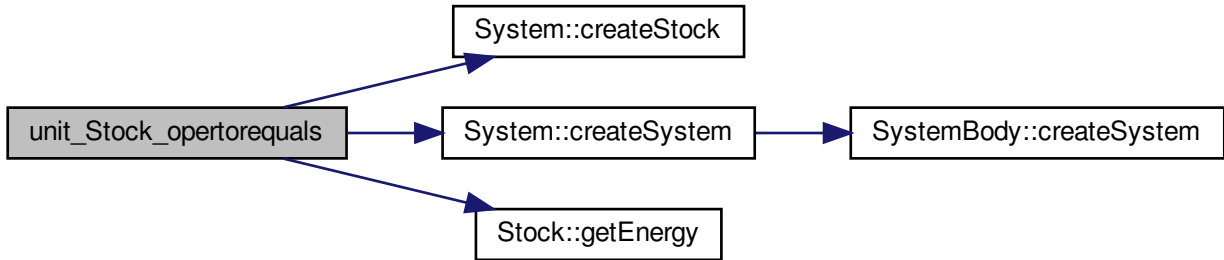 System::createStock
unit_Stock_opertorequals
System::createSystem
SystemBody::createSystem
Stock::getEnergy